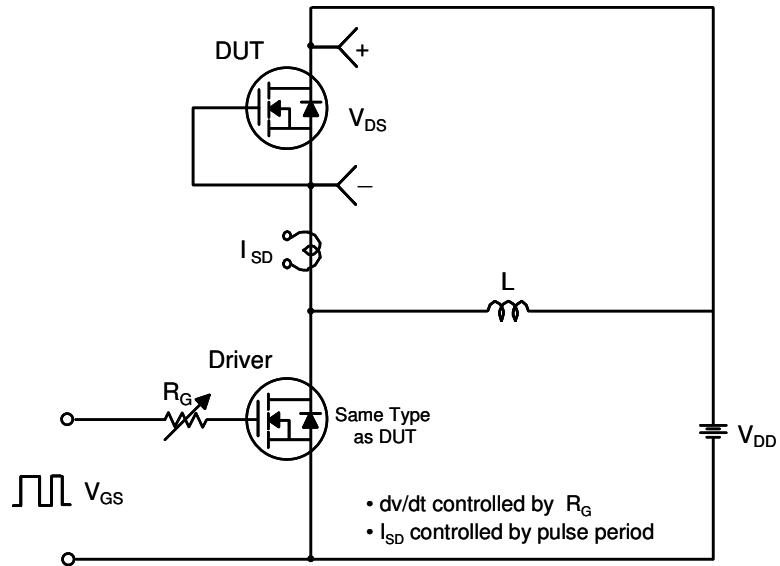 DUT
+
V_DS
–
I_SD
L
Driver
R_G
Same Type
as DUT
V_DD
V_GS
• dv/dt controlled by R_G
• I_SD controlled by pulse period